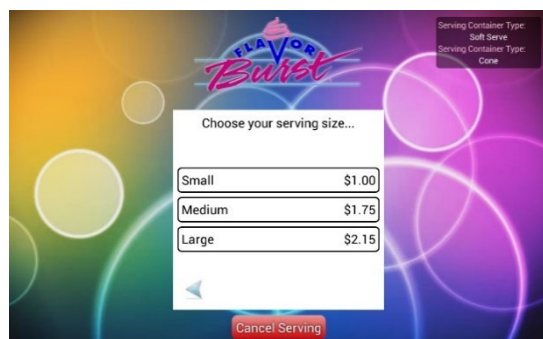 FLAVOR
Burst
Serving Container Type:
Soft Serve
Serving Container Type:
Cone
Choose your serving size...
Small $1.00
Medium $1.75
Large $2.15
Cancel Serving